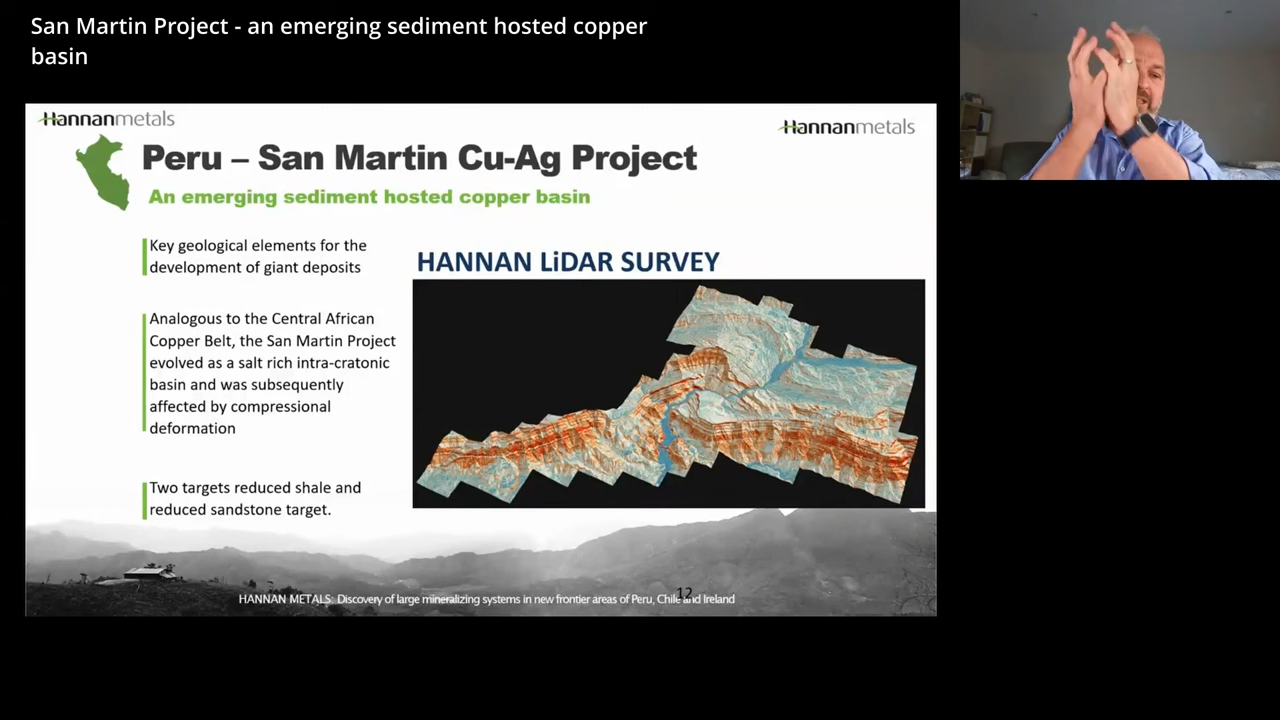 San Martin Project - an emerging sediment hosted copper
basin
Hannanmetals
Hannanmetals
Peru – San Martin Cu-Ag Project
An emerging sediment hosted copper basin
Key geological elements for the
development of giant deposits
Analogous to the Central African
Copper Belt, the San Martin Project
evolved as a salt rich intra-cratonic
basin and was subsequently
affected by compressional
deformation
Two targets reduced shale and
reduced sandstone target.
HANNAN LiDAR SURVEY
12
HANNAN METALS: Discovery of large mineralizing systems in new frontier areas of Peru, Chile and Ireland